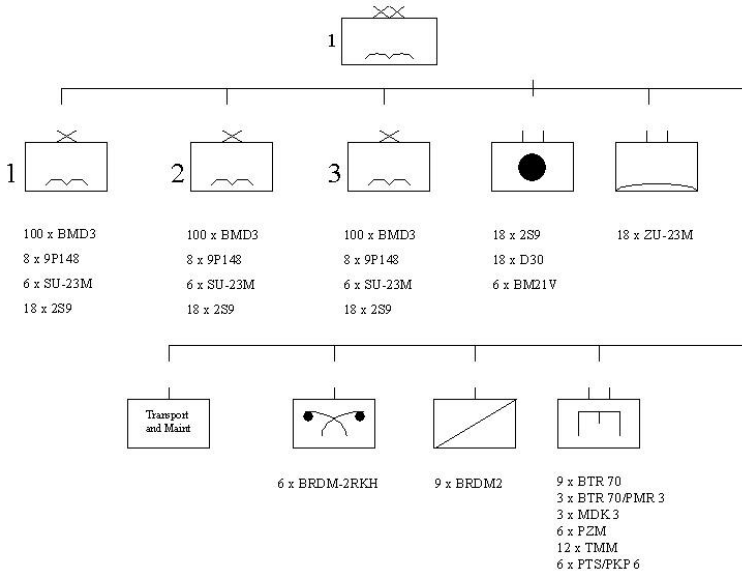 1
1
2
3
100 x BMD3
8 x 9P148
6 x SU-23M
18 x 2S9
100 x BMD3
8 x 9P148
6 x SU-23M
18 x 2S9
100 x BMD3
8 x 9P148
6 x SU-23M
18 x 2S9
18 x 2S9
18 x D30
6 x BM21V
18 x ZU-23M
Transport
and Maint
6 x BRDM-2RKH
9 x BRDM2
9 x BTR 70
3 x BTR 70/PMR 3
3 x MDK 3
6 x PZM
12 x TMM
6 x PTS/PKP 6